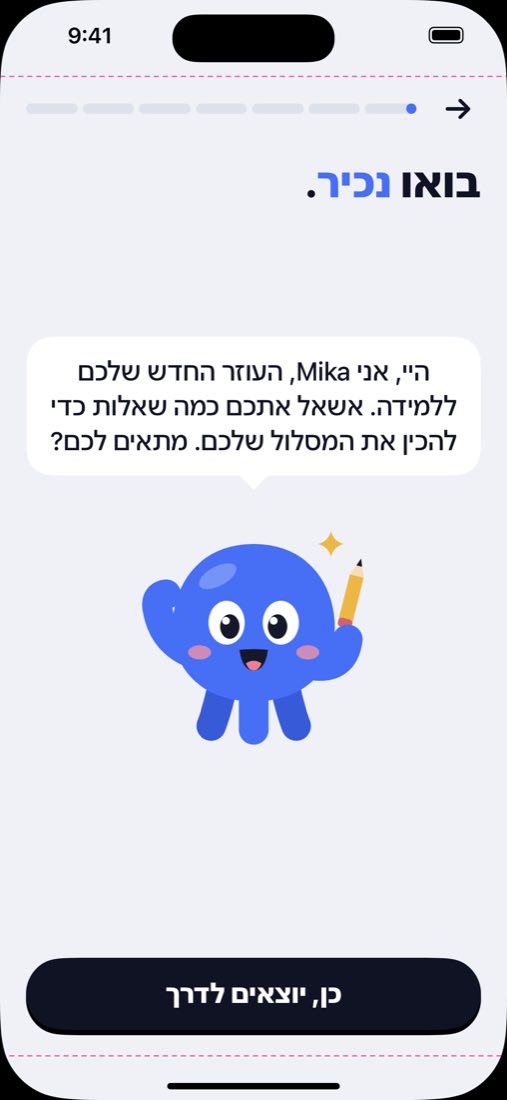 9:41
בואו נכיר.
היי, אני Mika, העוזר החדש שלכם
ללמידה. אשאל אתכם כמה שאלות כדי
להכין את המסלול שלכם. מתאים לכם?
כן, יוצאים לדרך